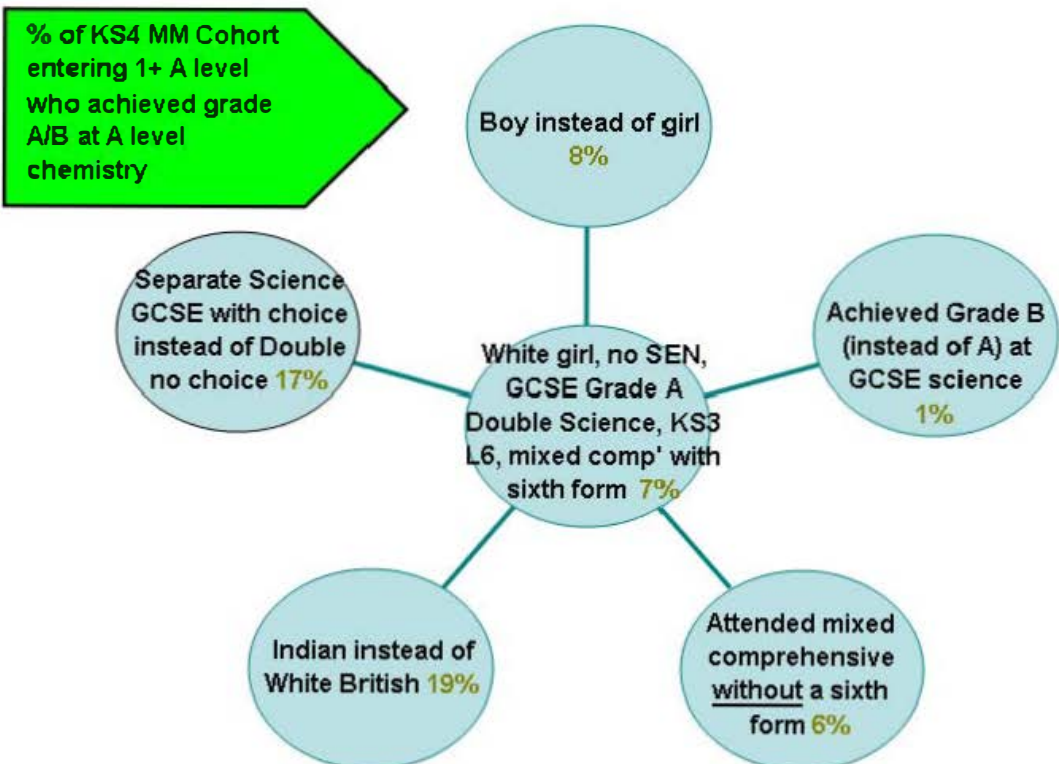 % of KS4 MM Cohort
entering 1+ A level
who achieved grade
A/B at A level
chemistry
Boy instead of girl
8%
Separate Science
GCSE with choice
instead of Double
no choice 17%
Achieved Grade B
(instead of A) at
GCSE science
1%
White girl, no SEN,
GCSE Grade A
Double Science, KS3
L6, mixed comp' with
sixth form 7%
Indian instead of
White British 19%
Attended mixed
comprehensive
without a sixth
form 6%